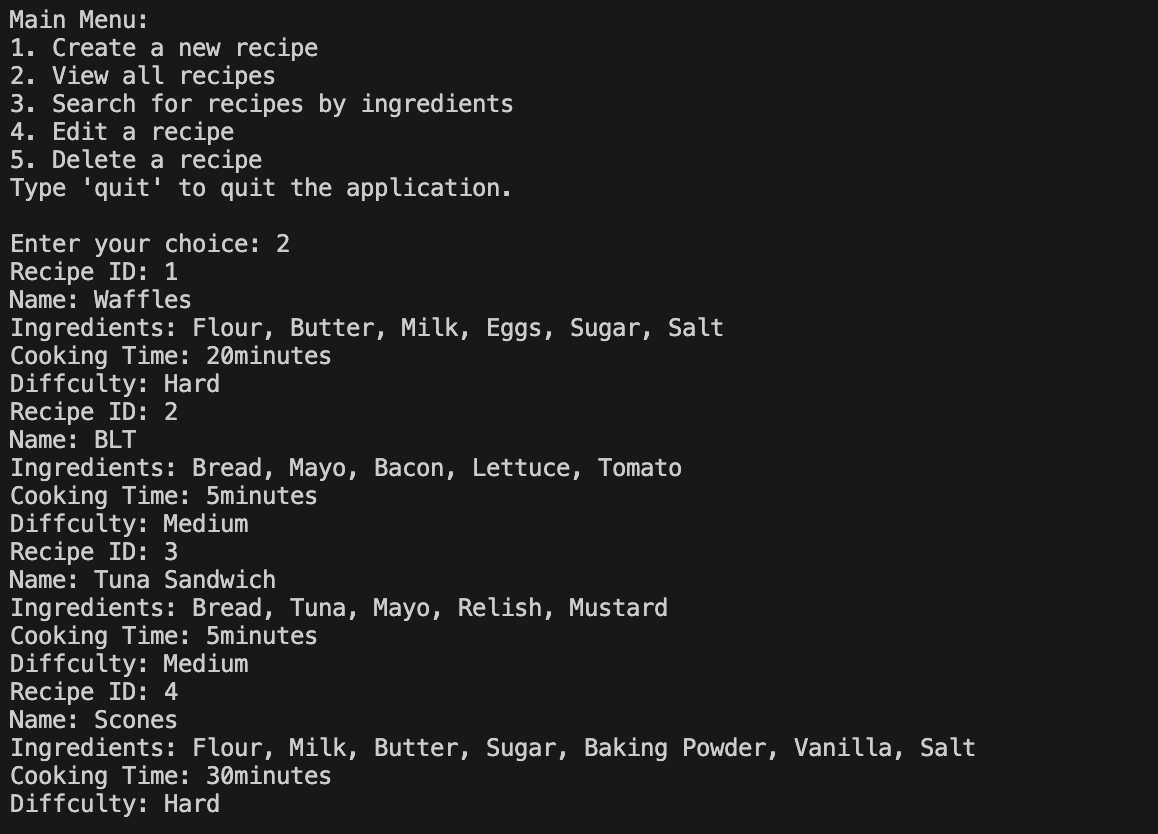 Main Menu:
1. Create a new recipe
2. View all recipes
3. Search for recipes by ingredients
4. Edit a recipe
5. Delete a recipe
Type 'quit' to quit the application.
Enter your choice: 2
Recipe ID: 1
Name: Waffles
Ingredients: Flour, Butter, Milk, Eggs, Sugar, Salt
Cooking Time: 20minutes
Diffculty: Hard
Recipe ID: 2
Name: BLT
Ingredients: Bread, Mayo, Bacon, Lettuce, Tomato
Cooking Time: 5minutes
Diffculty: Medium
Recipe ID: 3
Name: Tuna Sandwich
Ingredients: Bread, Tuna, Mayo, Relish, Mustard
Cooking Time: 5minutes
Diffculty: Medium
Recipe ID: 4
Name: Scones
Ingredients: Flour, Milk, Butter, Sugar, Baking Powder, Vanilla, Salt
Cooking Time: 30minutes
Diffculty: Hard